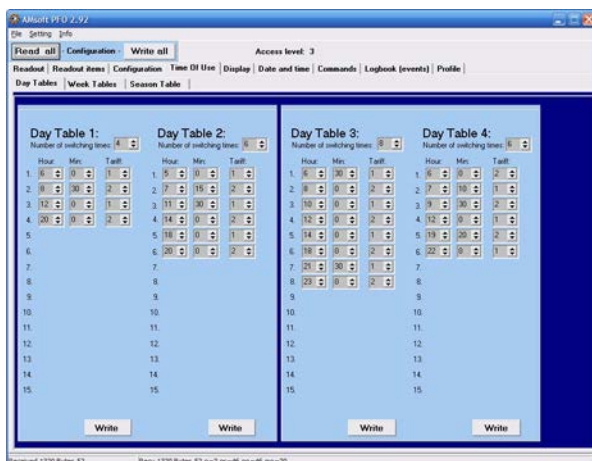 AMsoft PFO 2.92
File Setting Info
Read all - Configuration - Write all Access level: 3
Readout Readout items Configuration Time Of Use Display Date and time Commands Logbook (events) Profile
Day Tables Week Tables Season Table
Day Table 1: Day Table 2: Day Table 3: Day Table 4:
Number of switching times: 4 Number of switching times: 6 Number of switching times: 8 Number of switching times: 6
Hour: Min: Tariff: Hour: Min: Tariff: Hour: Min: Tariff: Hour: Min: Tariff:
1. 6 0 1 1. 5 0 1 1. 6 30 1 1. 6 0 2
2. 8 30 2 2. 7 15 2 2. 8 0 2 2. 7 10 1
3. 12 0 1 3. 11 30 1 3. 10 0 1 3. 9 30 2
4. 20 0 2 4. 14 0 2 4. 12 0 2 4. 12 0 1
5. 5. 18 0 1 5. 14 0 1 5. 19 20 2
6. 6. 20 0 2 6. 18 0 2 6. 22 0 1
7. 7. 7. 21 30 1 7.
8. 8. 8. 23 0 2 8.
9. 9. 9. 9.
10. 10. 10. 10.
11. 11. 11. 11.
12. 12. 12. 12.
13. 13. 13. 13.
14. 14. 14. 14.
15. 15. 15. 15.
Write Write Write Write